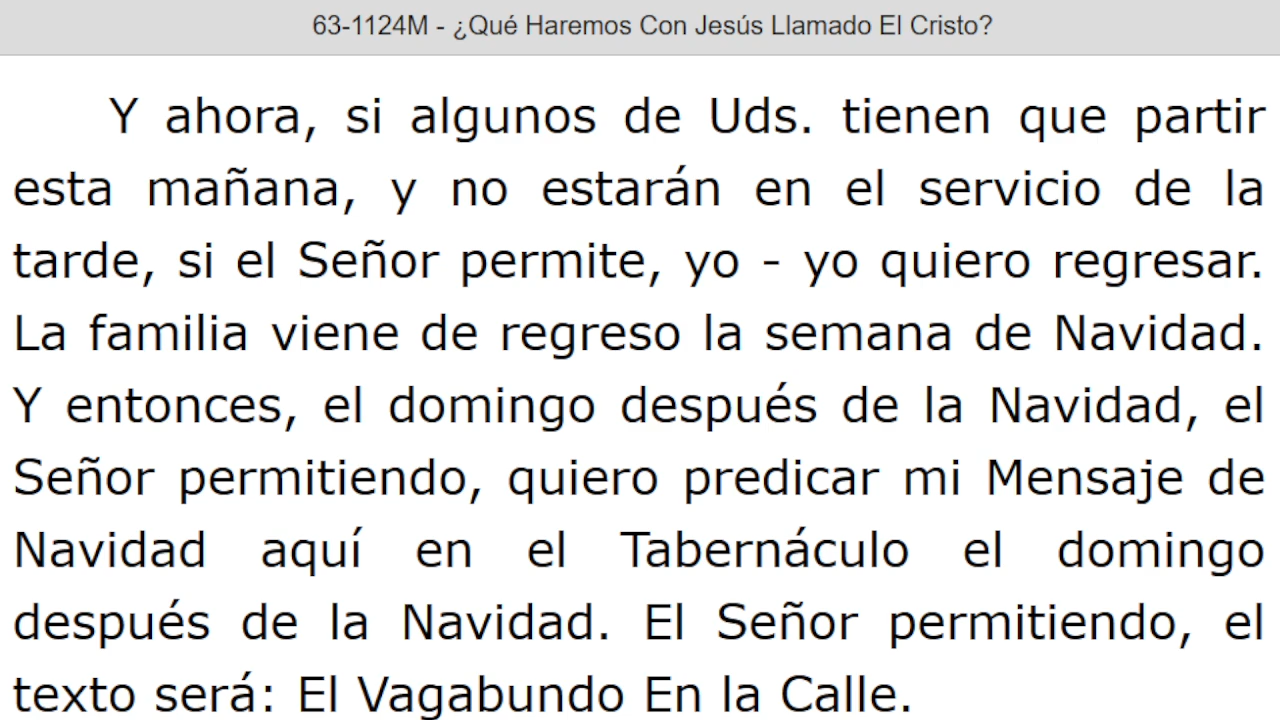 63-1124M - ¿Qué Haremos Con Jesús Llamado El Cristo?
Y ahora, si algunos de Uds. tienen que partir
esta mañana, y no estarán en el servicio de la
tarde, si el Señor permite, yo - yo quiero regresar.
La familia viene de regreso la semana de Navidad.
Y entonces, el domingo después de la Navidad, el
Señor permitiendo, quiero predicar mi Mensaje de
Navidad aquí en el Tabernáculo el domingo
después de la Navidad. El Señor permitiendo, el
texto será: El Vagabundo En la Calle.